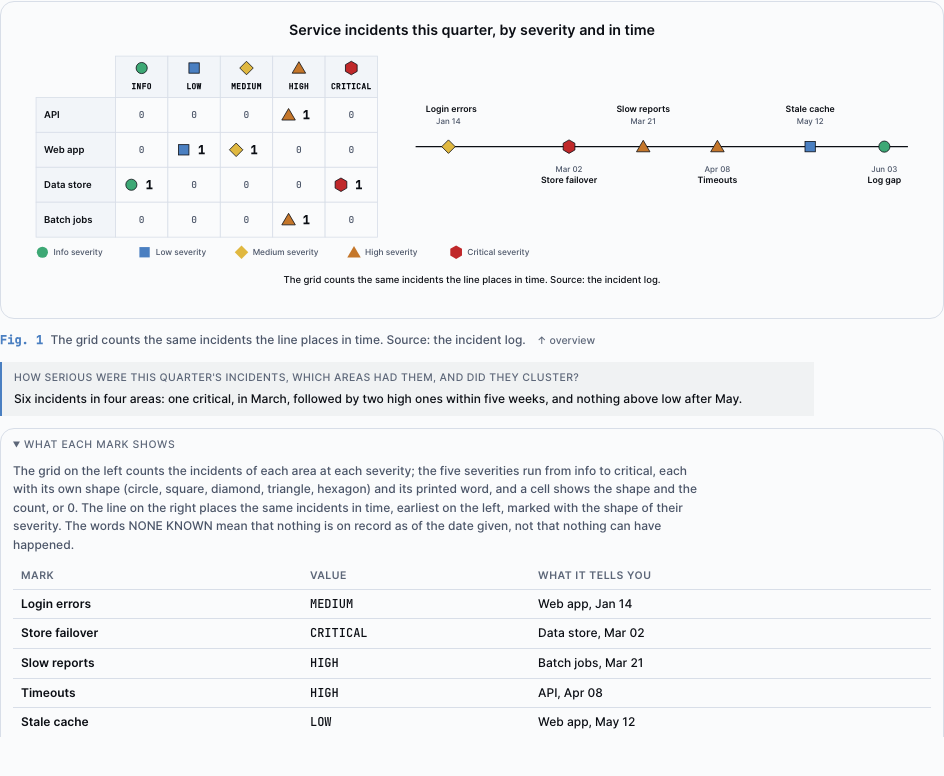 Service incidents this quarter, by severity and in time
INFO LOW MEDIUM HIGH CRITICAL
API 0 0 0 1 0
Web app 0 1 1 0 0
Data store 1 0 0 0 1
Batch jobs 0 0 0 1 0
Login errors
Jan 14
Slow reports
Mar 21
Stale cache
May 12
Mar 02
Store failover
Apr 08
Timeouts
Jun 03
Log gap
Info severity Low severity Medium severity High severity Critical severity
The grid counts the same incidents the line places in time. Source: the incident log.
Fig. 1 The grid counts the same incidents the line places in time. Source: the incident log. ↑ overview
HOW SERIOUS WERE THIS QUARTER'S INCIDENTS, WHICH AREAS HAD THEM, AND DID THEY CLUSTER?
Six incidents in four areas: one critical, in March, followed by two high ones within five weeks, and nothing above low after May.
▼ WHAT EACH MARK SHOWS
The grid on the left counts the incidents of each area at each severity; the five severities run from info to critical, each
with its own shape (circle, square, diamond, triangle, hexagon) and its printed word, and a cell shows the shape and the
count, or 0. The line on the right places the same incidents in time, earliest on the left, marked with the shape of their
severity. The words NONE KNOWN mean that nothing is on record as of the date given, not that nothing can have
happened.
MARK VALUE WHAT IT TELLS YOU
Login errors MEDIUM Web app, Jan 14
Store failover CRITICAL Data store, Mar 02
Slow reports HIGH Batch jobs, Mar 21
Timeouts HIGH API, Apr 08
Stale cache LOW Web app, May 12